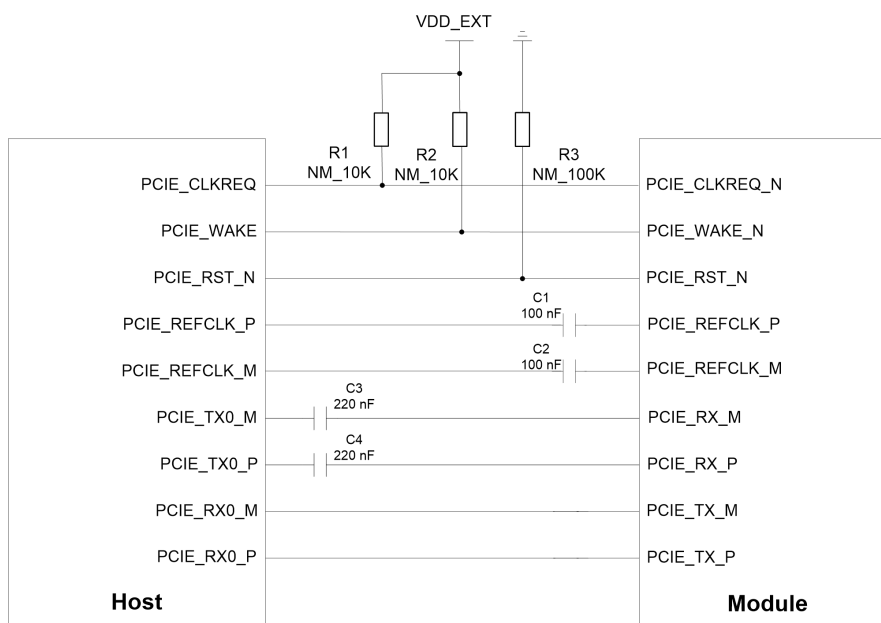 VDD_EXT
R1
NM_10K
R2
NM_10K
R3
NM_100K
PCIE_CLKREQ
PCIE_CLKREQ_N
PCIE_WAKE
PCIE_WAKE_N
PCIE_RST_N
PCIE_RST_N
C1
100 nF
PCIE_REFCLK_P
PCIE_REFCLK_P
C2
100 nF
PCIE_REFCLK_M
PCIE_REFCLK_M
C3
220 nF
PCIE_TX0_M
PCIE_RX_M
C4
220 nF
PCIE_TX0_P
PCIE_RX_P
PCIE_RX0_M
PCIE_TX_M
PCIE_RX0_P
PCIE_TX_P
Host
Module